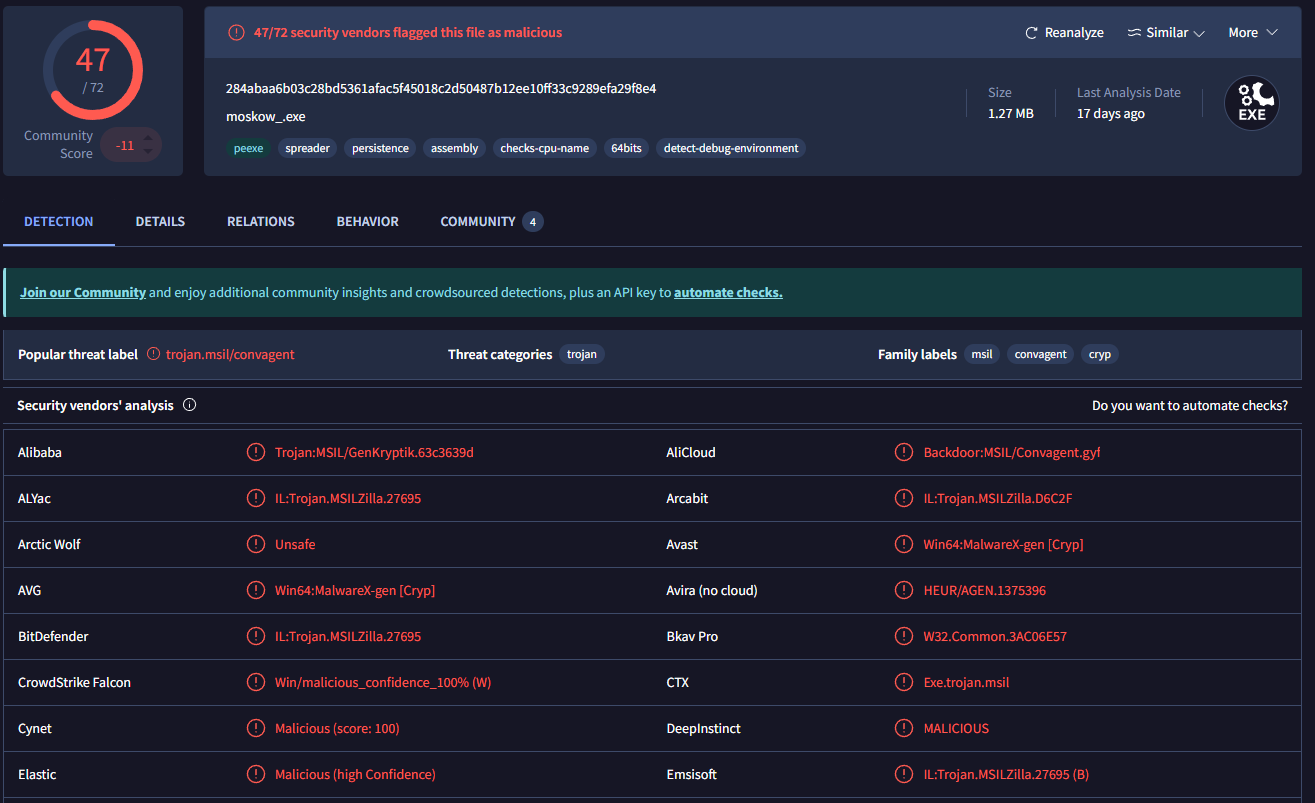 47
/ 72
Community
Score
-11
47/72 security vendors flagged this file as malicious
Reanalyze
Similar
More
284abaa6b03c28bd5361afac5f45018c2d50487b12ee10ff33c9289efa29f8e4
moskow_.exe
peexe spreader persistence assembly checks-cpu-name 64bits detect-debug-environment
Size
1.27 MB
Last Analysis Date
17 days ago
EXE
DETECTION DETAILS RELATIONS BEHAVIOR COMMUNITY 4
Join our Community and enjoy additional community insights and crowdsourced detections, plus an API key to automate checks.
Popular threat label trojan.msil/convagent Threat categories trojan Family labels msil convagent cryp
Security vendors' analysis Do you want to automate checks?
Alibaba Trojan:MSIL/GenKryptik.63c3639d AliCloud Backdoor:MSIL/Convagent.gyf
ALYac IL:Trojan.MSILZilla.27695 Arcabit IL:Trojan.MSILZilla.D6C2F
Arctic Wolf Unsafe Avast Win64:MalwareX-gen [Cryp]
AVG Win64:MalwareX-gen [Cryp] Avira (no cloud) HEUR/AGEN.1375396
BitDefender IL:Trojan.MSILZilla.27695 Bkav Pro W32.Common.3AC06E57
CrowdStrike Falcon Win/malicious_confidence_100% (W) CTX Exe.trojan.msil
Cynet Malicious (score: 100) DeepInstinct MALICIOUS
Elastic Malicious (high Confidence) Emsisoft IL:Trojan.MSILZilla.27695 (B)